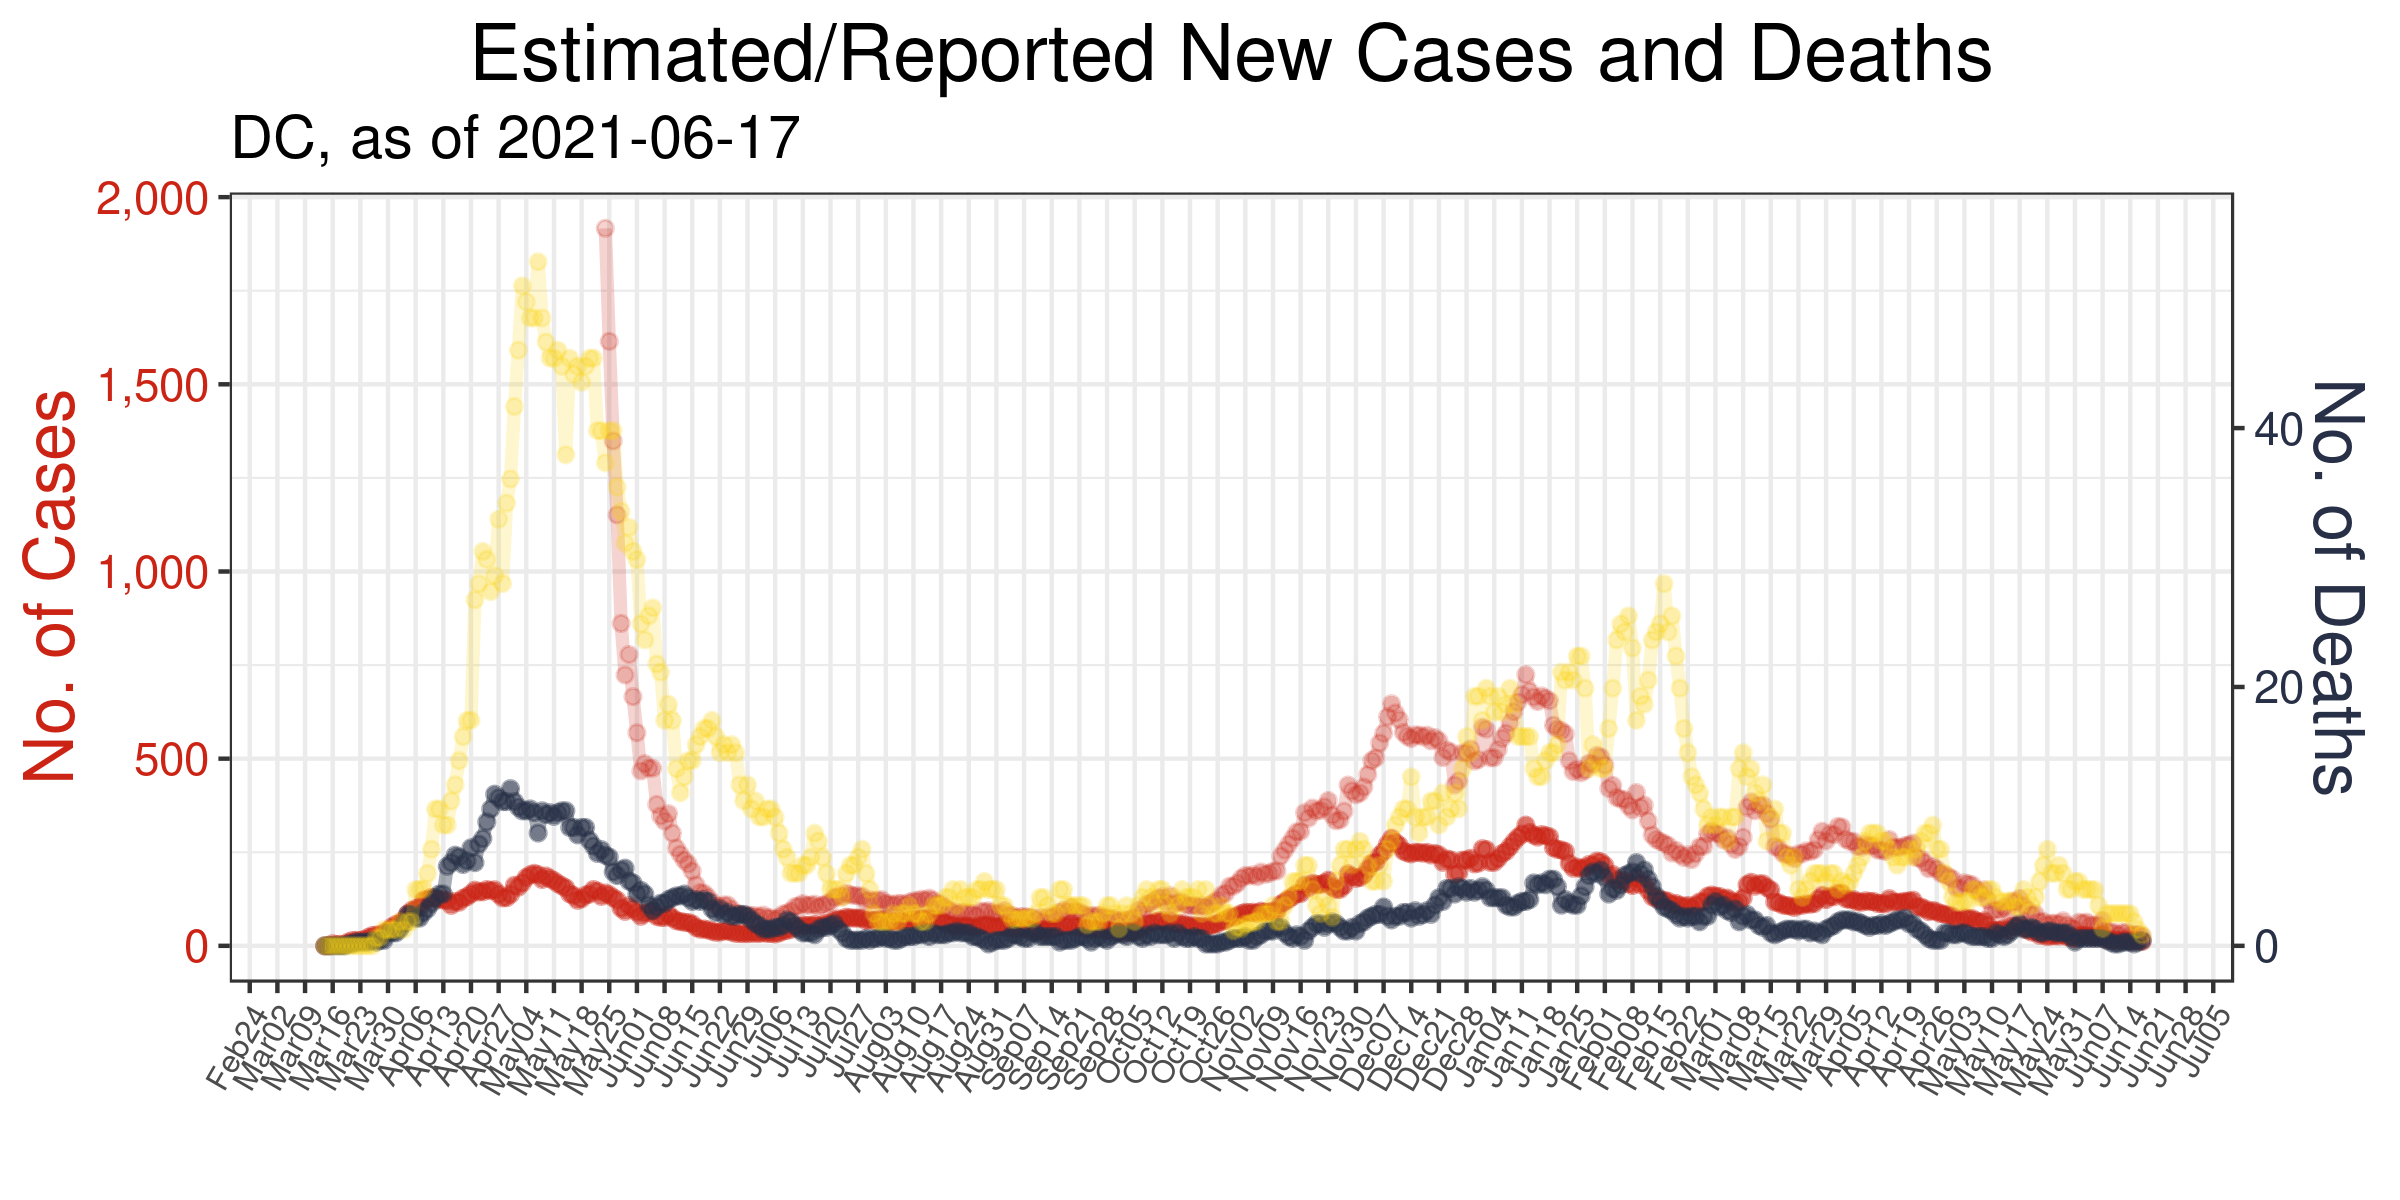 Estimated/Reported New Cases and Deaths
DC, as of 2021-06-17
No. of Cases
2,000
1,500
1,000
500
0
40
20
0
No. of Deaths
Feb24
Mar02
Mar09
Mar16
Mar23
Mar30
Apr06
Apr13
Apr20
Apr27
May04
May11
May18
May25
Jun01
Jun08
Jun15
Jun22
Jun29
Jul06
Jul13
Jul20
Jul27
Aug03
Aug10
Aug17
Aug24
Aug31
Sep07
Sep14
Sep21
Sep28
Oct05
Oct12
Oct19
Oct26
Nov02
Nov09
Nov16
Nov23
Nov30
Dec07
Dec14
Dec21
Dec28
Jan04
Jan11
Jan18
Jan25
Feb01
Feb08
Feb15
Feb22
Mar01
Mar08
Mar15
Mar22
Mar29
Apr05
Apr12
Apr19
Apr26
May03
May10
May17
May24
May31
Jun07
Jun14
Jun21
Jun28
Jul05